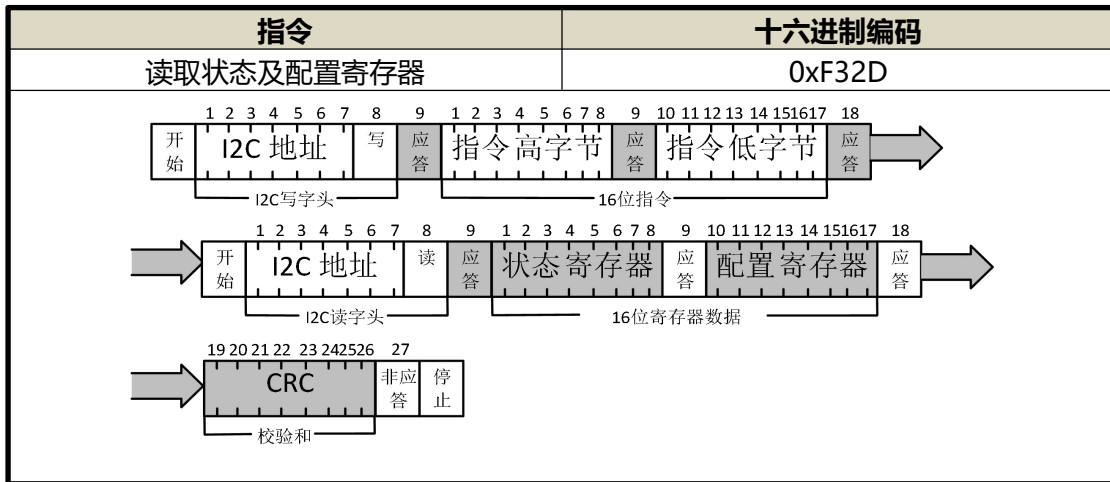 指令 十六进制编码
读取状态及配置寄存器 0xF32D
1 2 3 4 5 6 7 8 9 1 2 3 4 5 6 7 8 9 10 11 12 13 14 15 16 17 18
开始 I2C 地址 写 应答 指令高字节 应答 指令低字节 应答
I2C写字头 16位指令
1 2 3 4 5 6 7 8 9 1 2 3 4 5 6 7 8 9 10 11 12 13 14 15 16 17 18
开始 I2C 地址 读 应答 状态寄存器 应答 配置寄存器 应答
I2C读字头 16位寄存器数据
19 20 21 22 23 24 25 26 27
CRC 非应答 停止
校验和